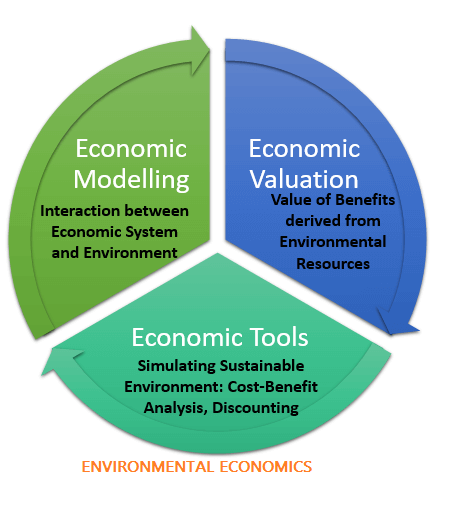 Economic
Modelling
Interaction between
Economic System
and Environment
Economic
Valuation
Value of Benefits
derived from
Environmental
Resources
Economic Tools
Simulating Sustainable
Environment: Cost-Benefit
Analysis, Discounting
ENVIRONMENTAL ECONOMICS